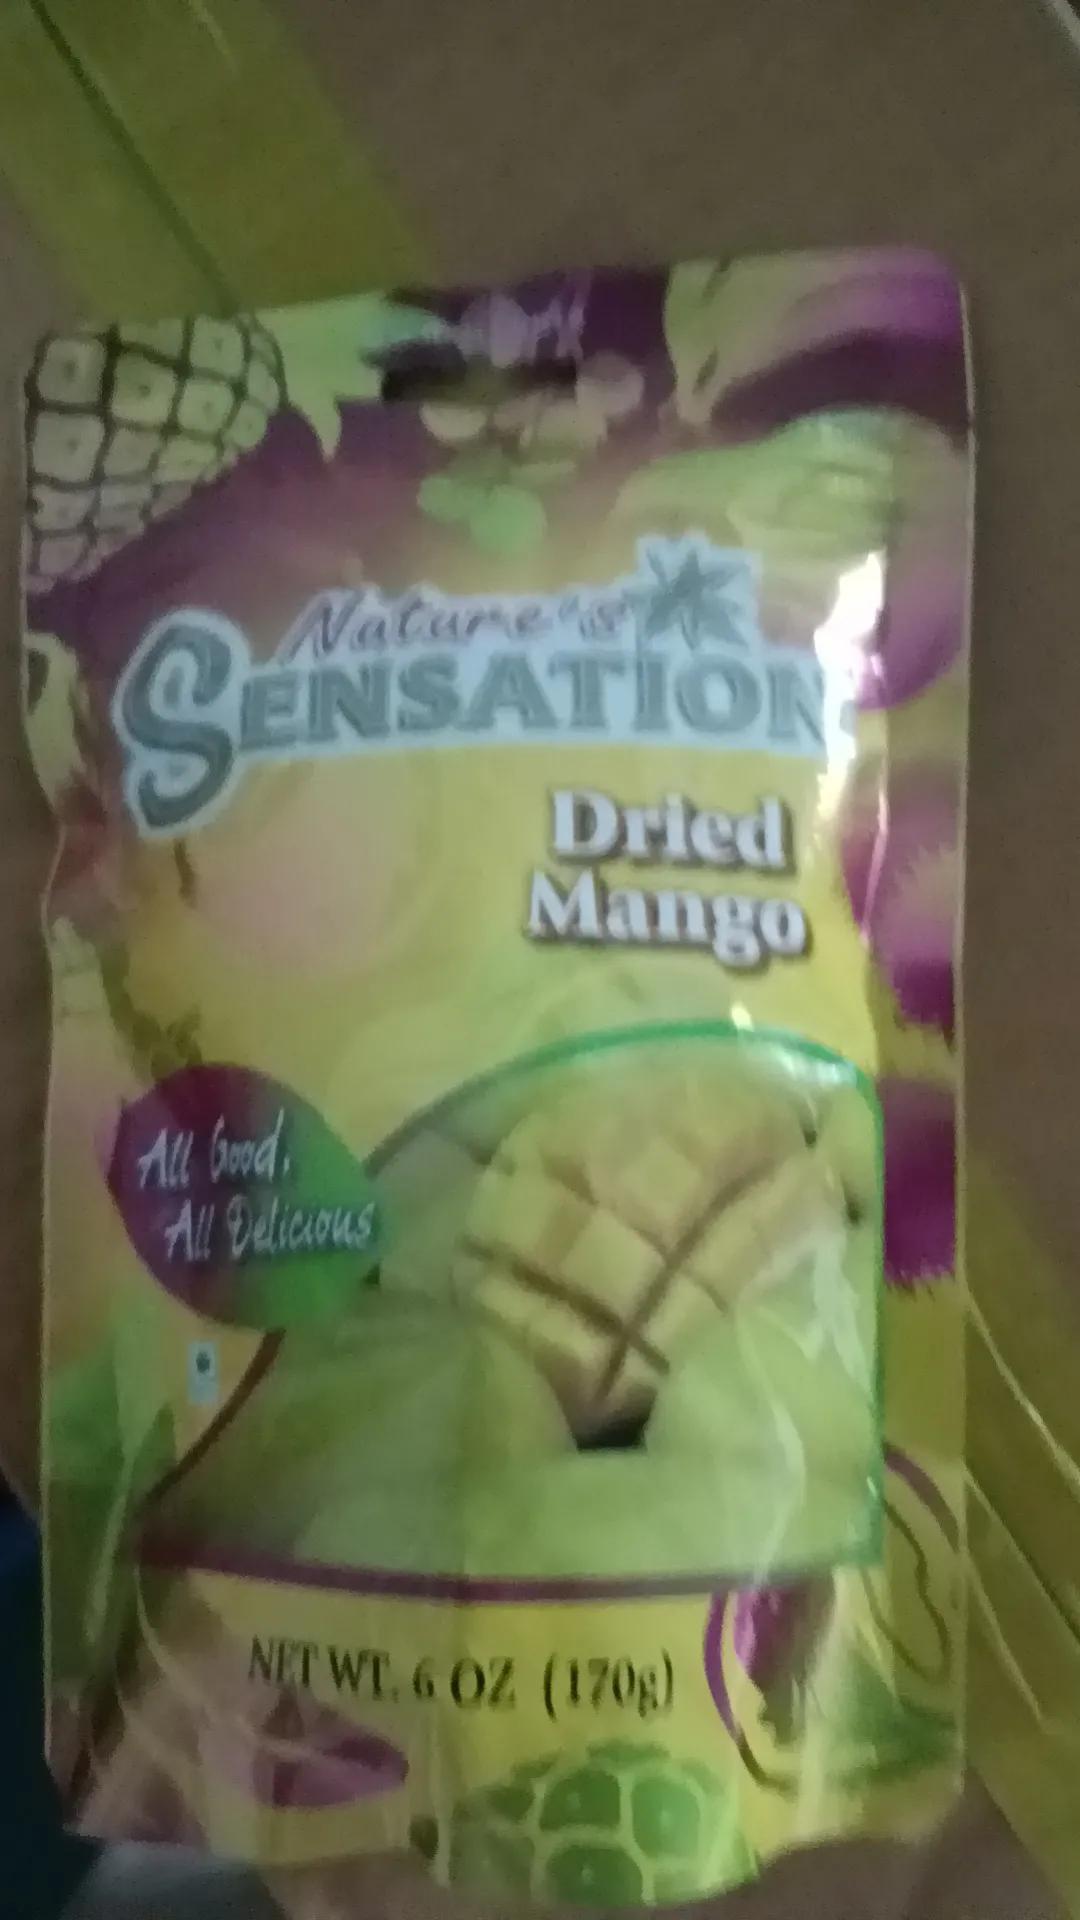 Nature's
SENSATION
Dried
Mango
All Good.
All Delicious
NET WT. 6 OZ (170g)